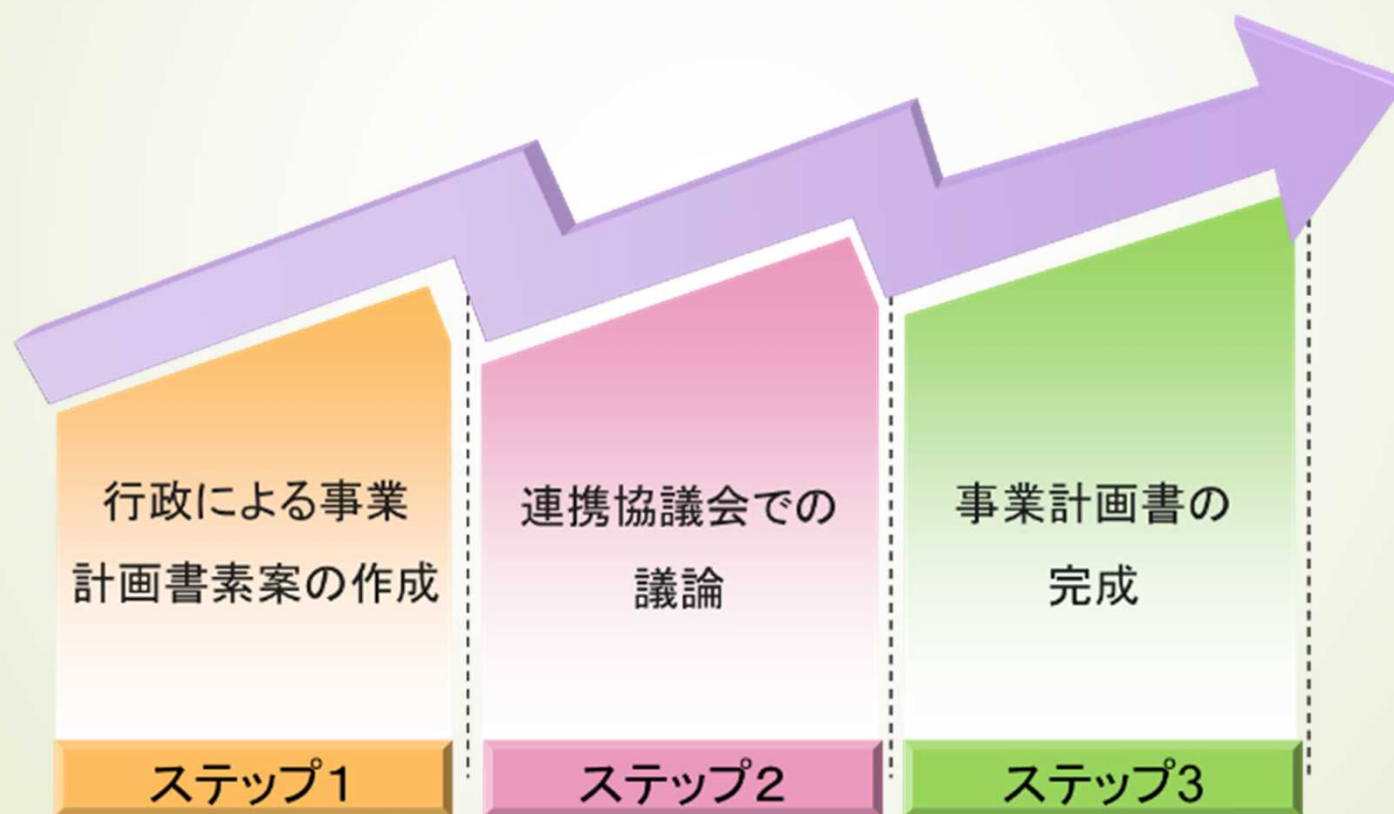 行政による事業
計画書素案の作成
ステップ1
連携協議会での
議論
ステップ2
事業計画書の
完成
ステップ3